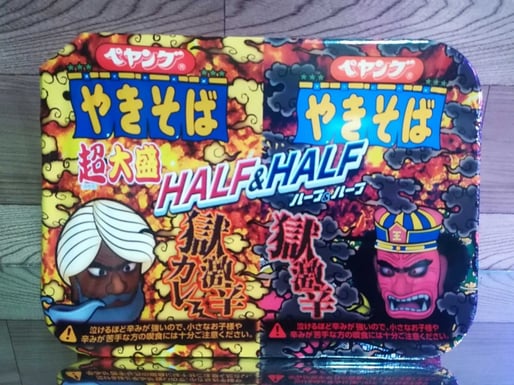 ペヤング
やきそば
超大盛
ペヤング
やきそば
HALF&HALF
ハーフ&ハーフ
獄激辛
カレー
獄激辛
王
泣けるほど辛みが強いので、小さなお子様や
辛みが苦手な方の喫食には十分ご注意ください。
泣けるほど辛みが強いので、小さなお子様や
辛みが苦手な方の喫食には十分ご注意ください。